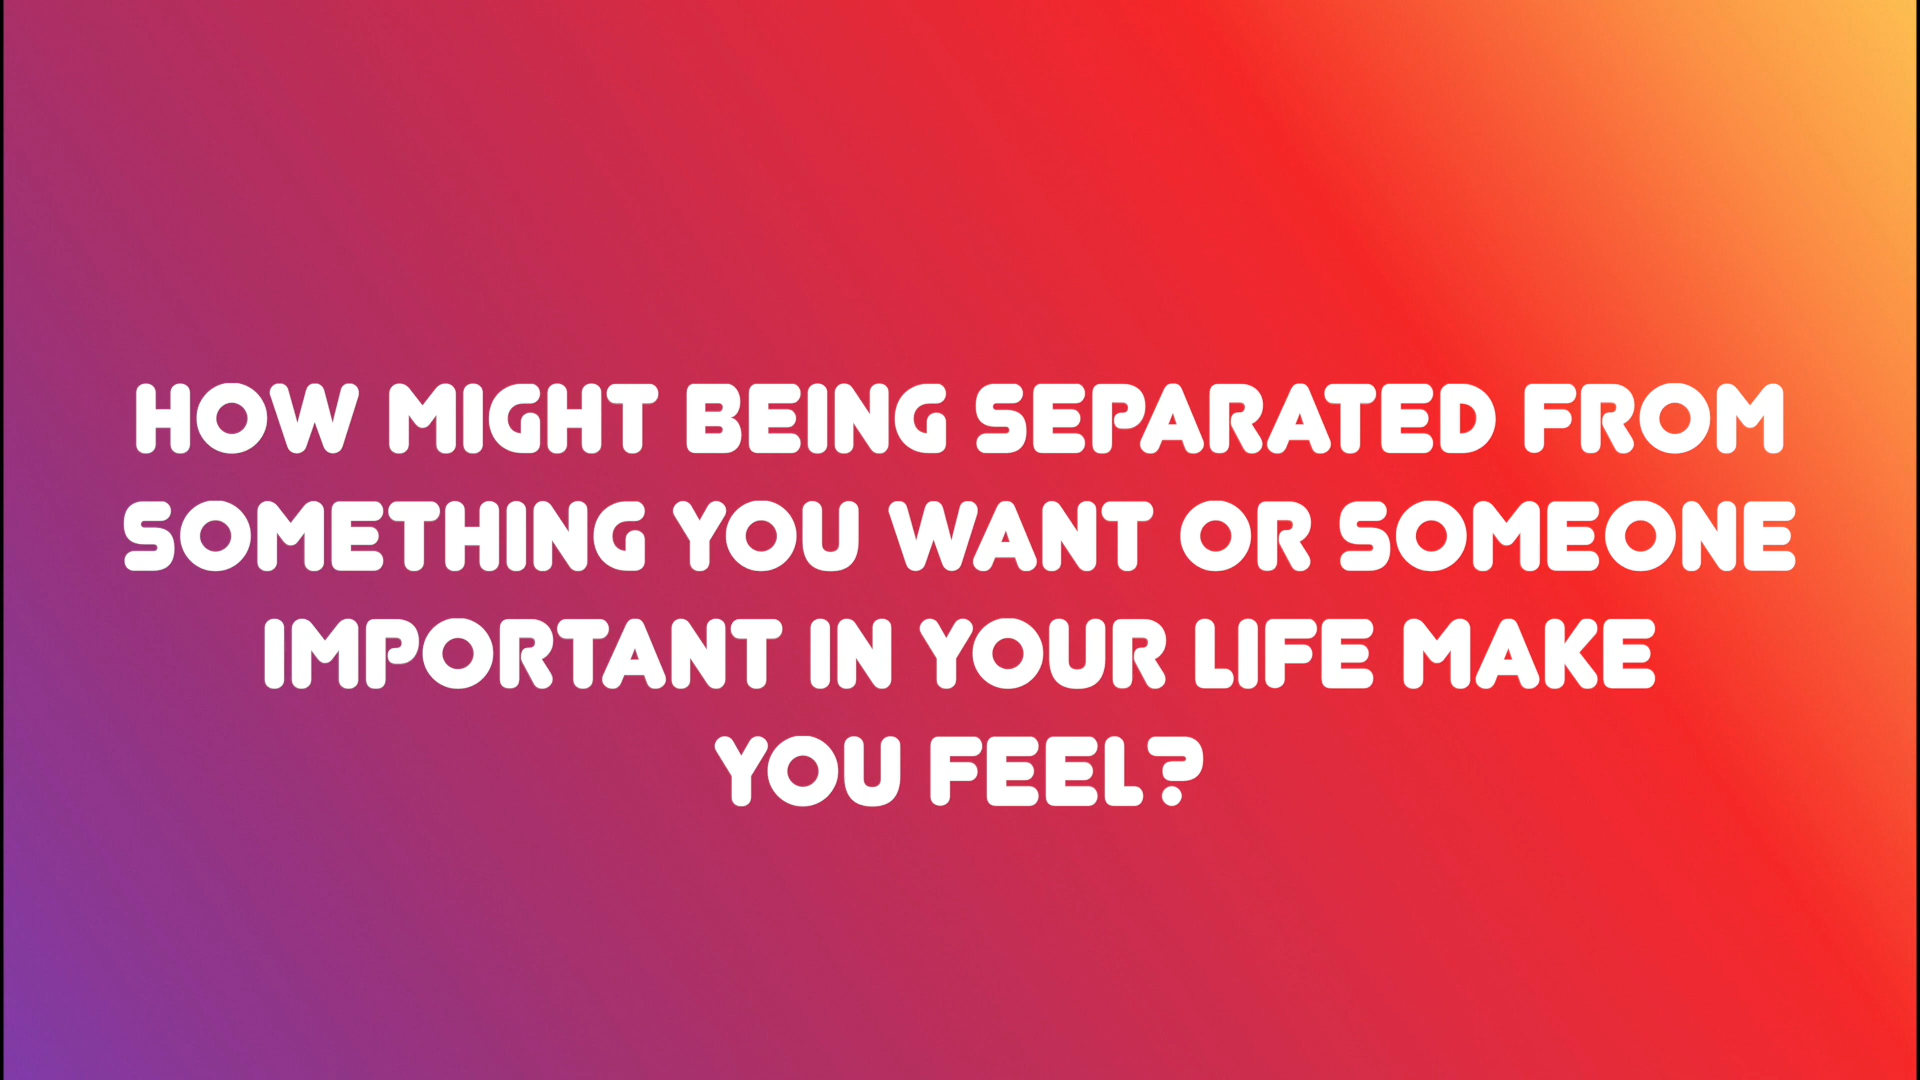 HOW MIGHT BEING SEPARATED FROM
SOMETHING YOU WANT OR SOMEONE
IMPORTANT IN YOUR LIFE MAKE
YOU FEEL?